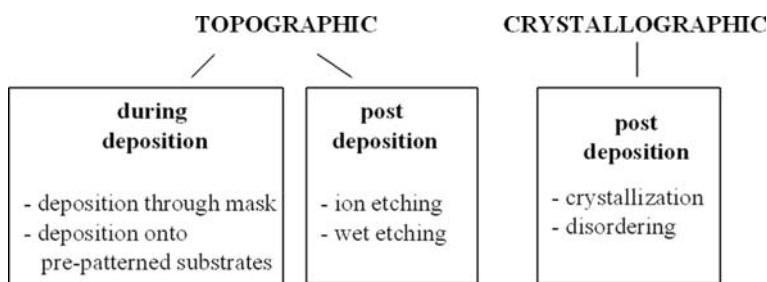 TOPOGRAPHIC
CRYSTALLOGRAPHIC
during
deposition
- deposition through mask
- deposition onto
pre-patterned substrates
post
deposition
- ion etching
- wet etching
post
deposition
- crystallization
- disordering